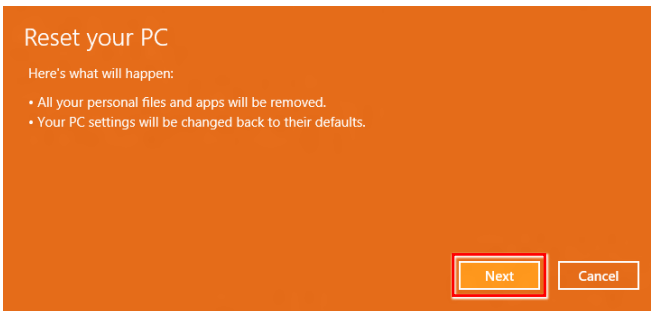 Reset your PC
Here's what will happen:
• All your personal files and apps will be removed.
• Your PC settings will be changed back to their defaults.
Next Cancel